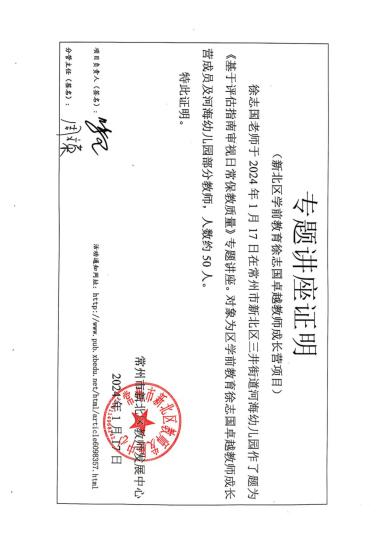 专题讲座证明
（新北区学前教育徐志国卓越教师成长营项目）
徐志国老师于 2024 年 1 月 17 日在常州市新北区三井街道河海幼儿园作了题为
《基于评估指南审视日常保教质量》专题讲座。对象为区学前教育徐志国卓越教师成长
营成员及河海幼儿园部分教师，人数约 50 人。
特此证明。
常州市新北区教师发展中心
2024 年 1 月 17 日
项目负责人（签名）：
活动通知网址：http://www.pub.xbedu.net/html/article6098357.html
分管主任（签名）：